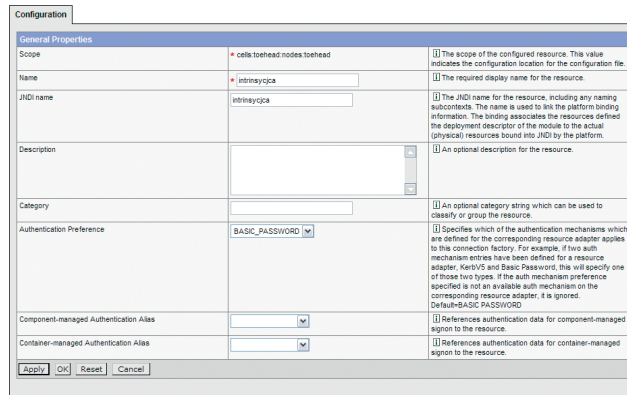 Configuration
General Properties
Scope
* cells:toehead:nodes:toehead
The scope of the configured resource. This value
indicates the configuration location for the configuration file.
Name
* intrinsycjca
The required display name for the resource.
JNDI name
intrinsycjca
The JNDI name for the resource, including any naming
subcontexts. The name is used to link the platform binding
information. The binding associates the resources defined
the deployment descriptor of the module to the actual
(physical) resources bound into JNDI by the platform.
Description
An optional description for the resource.
Category
An optional category string which can be used to
classify or group the resource.
Authentication Preference
BASIC_PASSWORD
Specifies which of the authentication mechanisms which
are defined for the corresponding resource adapter applies
to this connection factory. For example, if two auth
mechanism entries have been defined for a resource
adapter, KerbV5 and Basic Password, this will specify one
of those two types. If the auth mechanism preference
specified is not an available auth mechanism on the
corresponding resource adapter, it is ignored.
Default=BASIC PASSWORD
Component-managed Authentication Alias
References authentication data for component-managed
signon to the resource.
Container-managed Authentication Alias
References authentication data for container-managed
signon to the resource.
Apply OK Reset Cancel